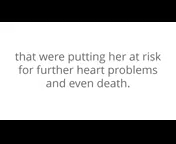 that were putting her at risk
for further heart problems
and even death.